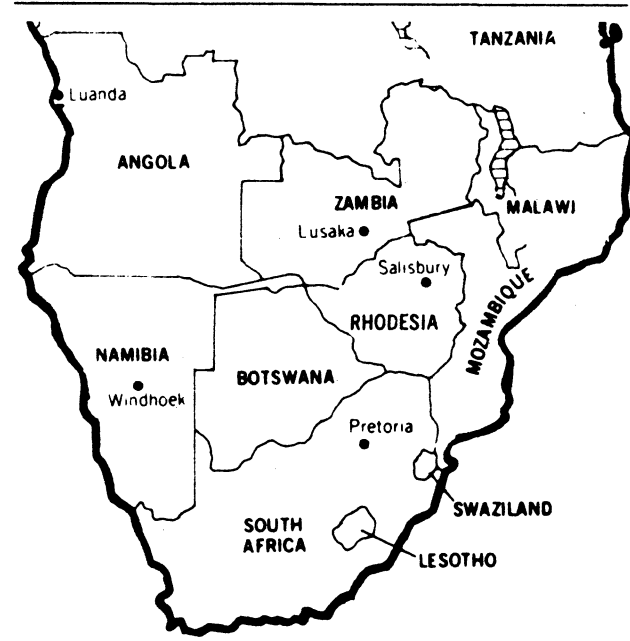 TANZANIA
Luanda
ANGOLA
ZAMBIA
MALAWI
Lusaka
Salisbury
MOZAMBIQUE
RHODESIA
NAMIBIA
BOTSWANA
Windhoek
Pretoria
SWAZILAND
SOUTH
AFRICA
LESOTHO